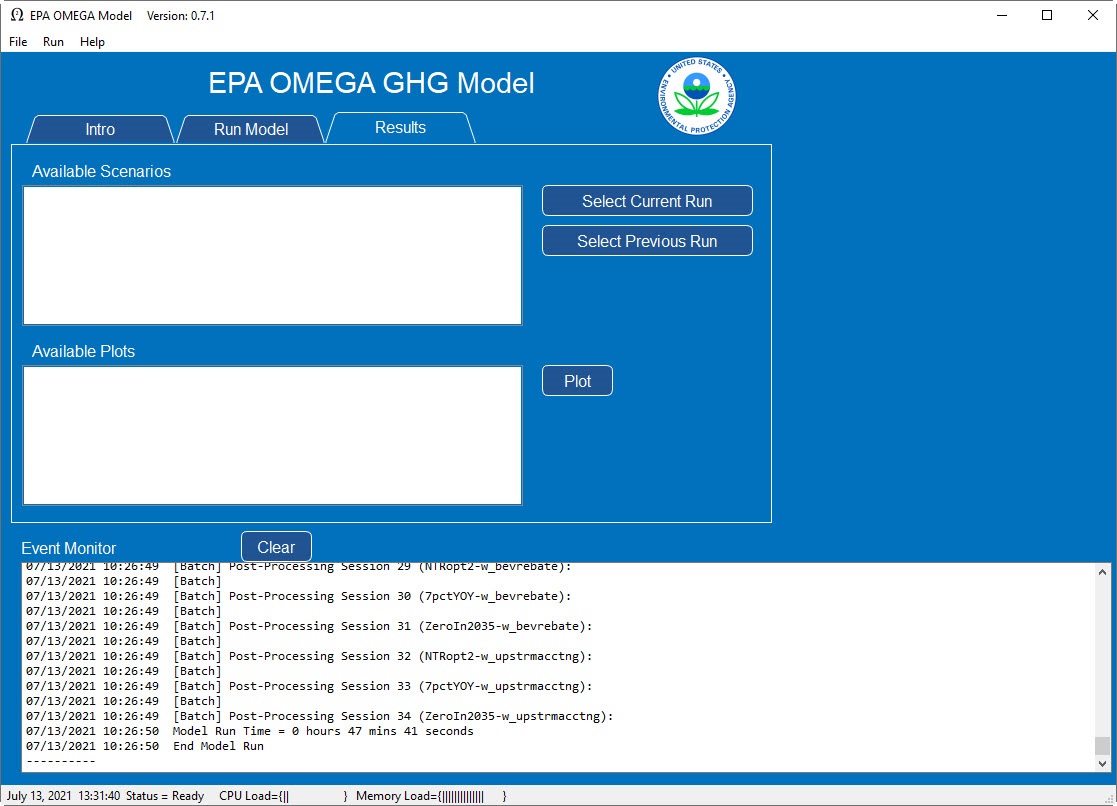 EPA OMEGA Model Version: 0.7.1
File Run Help
EPA OMEGA GHG Model
UNITED STATES ENVIRONMENTAL PROTECTION AGENCY
Intro Run Model Results
Available Scenarios
Select Current Run
Select Previous Run
Available Plots
Plot
Event Monitor Clear
07/13/2021 10:26:49 [Batch] Post-Processing Session 29 (NTRopt2-w_bevrebate):
07/13/2021 10:26:49 [Batch]
07/13/2021 10:26:49 [Batch] Post-Processing Session 30 (7pctYOY-w_bevrebate):
07/13/2021 10:26:49 [Batch]
07/13/2021 10:26:49 [Batch] Post-Processing Session 31 (ZeroIn2035-w_bevrebate):
07/13/2021 10:26:49 [Batch]
07/13/2021 10:26:49 [Batch] Post-Processing Session 32 (NTRopt2-w_upstrmacctng):
07/13/2021 10:26:49 [Batch]
07/13/2021 10:26:49 [Batch] Post-Processing Session 33 (7pctYOY-w_upstrmacctng):
07/13/2021 10:26:49 [Batch]
07/13/2021 10:26:49 [Batch] Post-Processing Session 34 (ZeroIn2035-w_upstrmacctng):
07/13/2021 10:26:50 Model Run Time = 0 hours 47 mins 41 seconds
07/13/2021 10:26:50 End Model Run
----------
July 13, 2021 13:31:40 Status = Ready CPU Load={|| } Memory Load={|||||||||||||| }